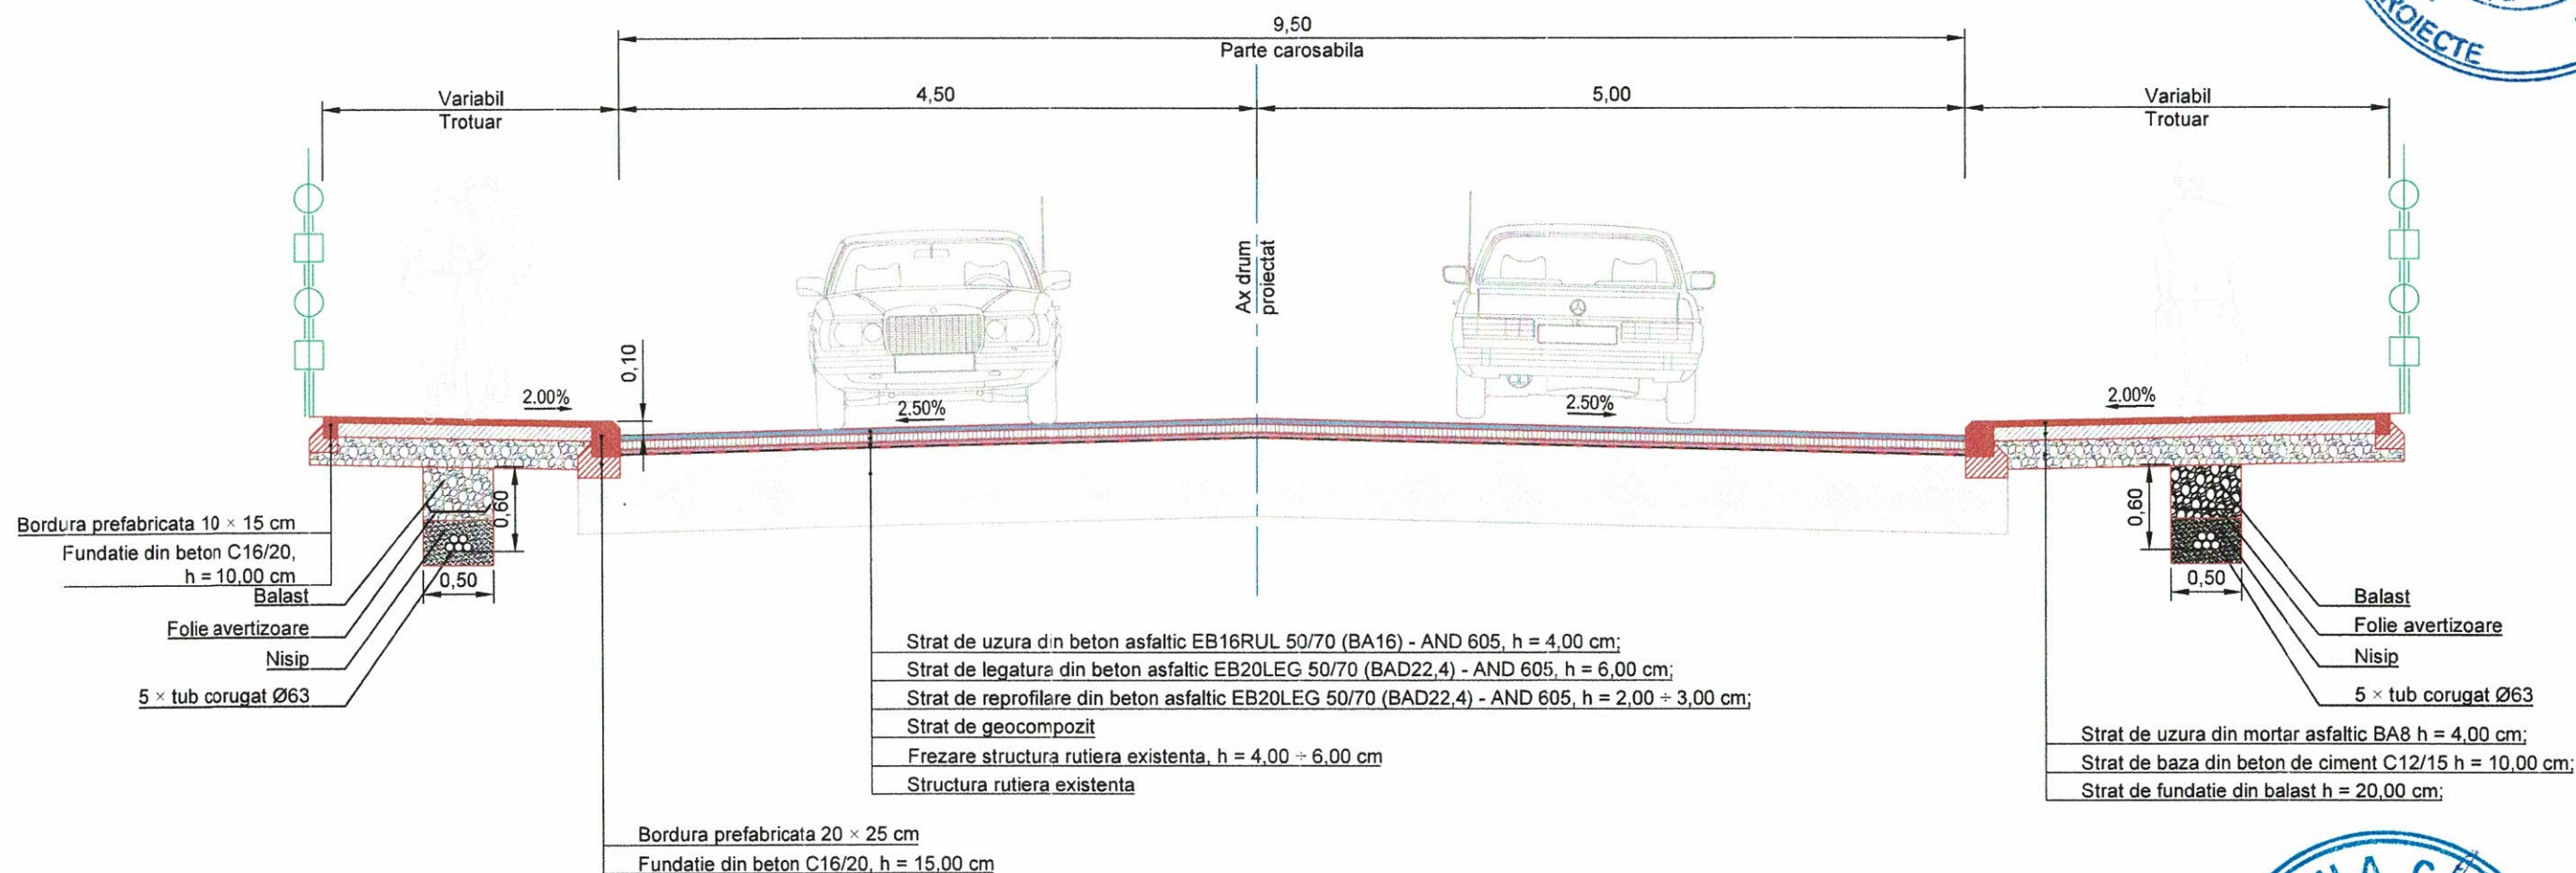 ROIECTE
9,50
Parte carosabila
Variabil
Trotuar
4,50
5,00
Variabil
Trotuar
Ax drum
proiectat
0,10
2.00%
2.50%
2.50%
2.00%
0,60
0,50
0,60
0,50
Bordura prefabricata 10 × 15 cm
Fundatie din beton C16/20,
h = 10,00 cm
Balast
Folie avertizoare
Nisip
5 × tub corugat Ø63
Strat de uzura din beton asfaltic EB16RUL 50/70 (BA16) - AND 605, h = 4,00 cm;
Strat de legatura din beton asfaltic EB20LEG 50/70 (BAD22,4) - AND 605, h = 6,00 cm;
Strat de reprofilare din beton asfaltic EB20LEG 50/70 (BAD22,4) - AND 605, h = 2,00 ÷ 3,00 cm;
Strat de geocompozit
Frezare structura rutiera existenta, h = 4,00 ÷ 6,00 cm
Structura rutiera existenta
Bordura prefabricata 20 × 25 cm
Fundatie din beton C16/20, h = 15,00 cm
Balast
Folie avertizoare
Nisip
5 × tub corugat Ø63
Strat de uzura din mortar asfaltic BA8 h = 4,00 cm;
Strat de baza din beton de ciment C12/15 h = 10,00 cm;
Strat de fundatie din balast h = 20,00 cm;